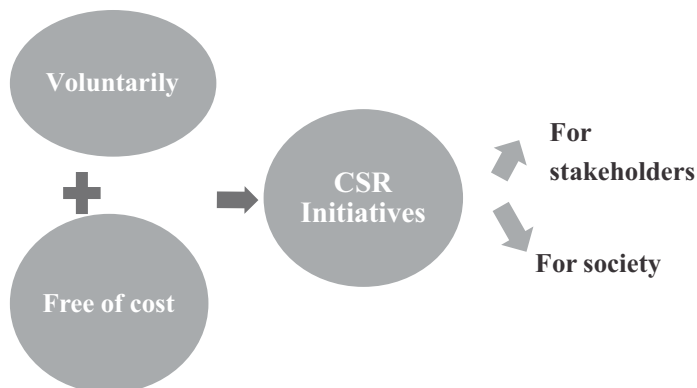 Voluntarily
Free of cost
CSR
Initiatives
For
stakeholders
For society